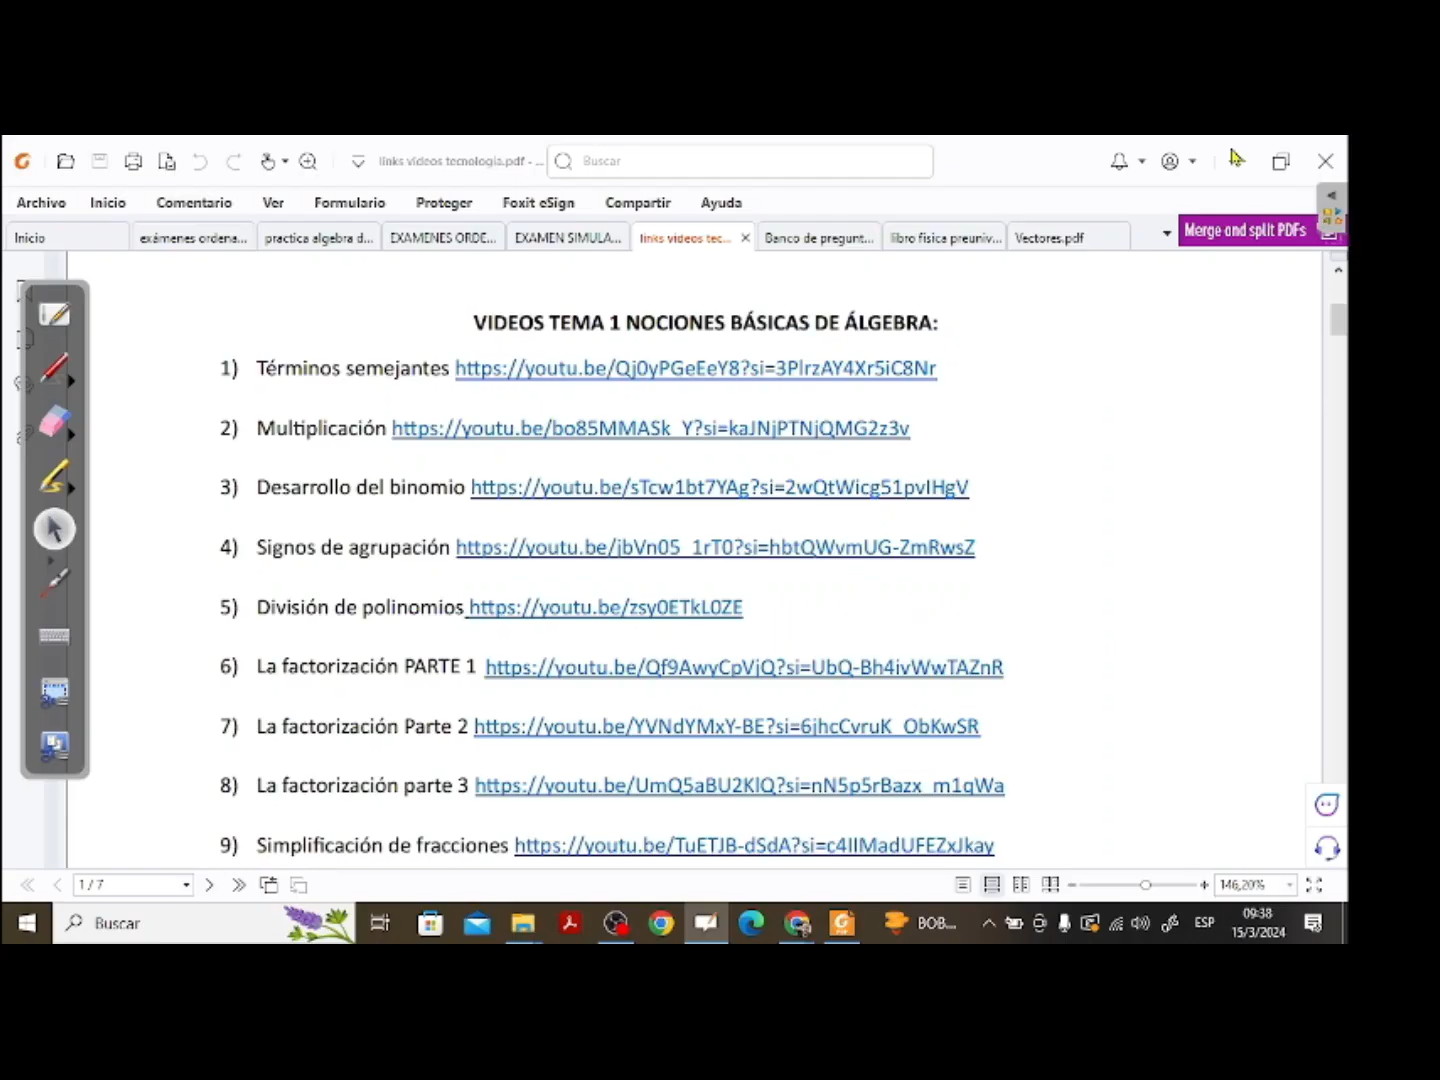 links videos tecnologia.pdf - ...
Buscar
Archivo Inicio Comentario Ver Formulario Proteger Foxit eSign Compartir Ayuda
Inicio exámenes ordena... practica algebra d... EXAMENES ORDE... EXAMEN SIMULA... links videos tec... Banco de pregunt... libro fisica preuniv... Vectores.pdf Merge and split PDFs
VIDEOS TEMA 1 NOCIONES BÁSICAS DE ÁLGEBRA:
1) Términos semejantes https://youtu.be/Qj0yPGeEeY8?si=3PlrzAY4Xr5iC8Nr
2) Multiplicación https://youtu.be/bo85MMASk_Y?si=kaJNjPTNjQMG2z3v
3) Desarrollo del binomio https://youtu.be/sTcw1bt7YAg?si=2wQtWicg51pvIHgV
4) Signos de agrupación https://youtu.be/jbVn05_1rT0?si=hbtQWvmUG-ZmRwsZ
5) División de polinomios https://youtu.be/zsy0ETkL0ZE
6) La factorización PARTE 1 https://youtu.be/Qf9AwyCpVjQ?si=UbQ-Bh4ivWwTAZnR
7) La factorización Parte 2 https://youtu.be/YVNdYMxY-BE?si=6jhcCvruK_ObKwSR
8) La factorización parte 3 https://youtu.be/UmQ5aBU2KlQ?si=nN5p5rBazx_m1qWa
9) Simplificación de fracciones https://youtu.be/TuETJB-dSdA?si=c4IIMadUFEZxJkay
1 / 7
146,20%
Buscar
BOB...
ESP
09:38
15/3/2024